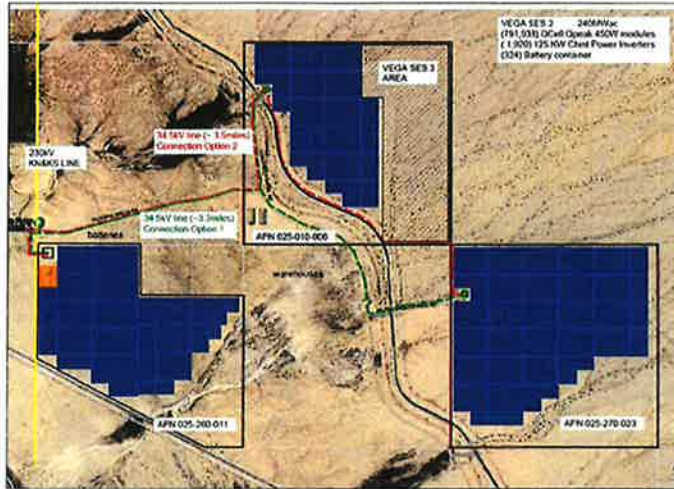 VEGA SES 2 240MWac
(791,938) QCell Qpeak 450W modules
(1,920) 125 KW Chint Power Inverters
(324) Battery container
VEGA SES 3
AREA
34.5kV line (~ 3.5miles)
Connection Option 2
230kV
KN&KS LINE
34.5kV line (~3.3miles)
Connection Option 1
batteries
APN 025-010-006
warehouses
APN 025-260-011
APN 025-270-023